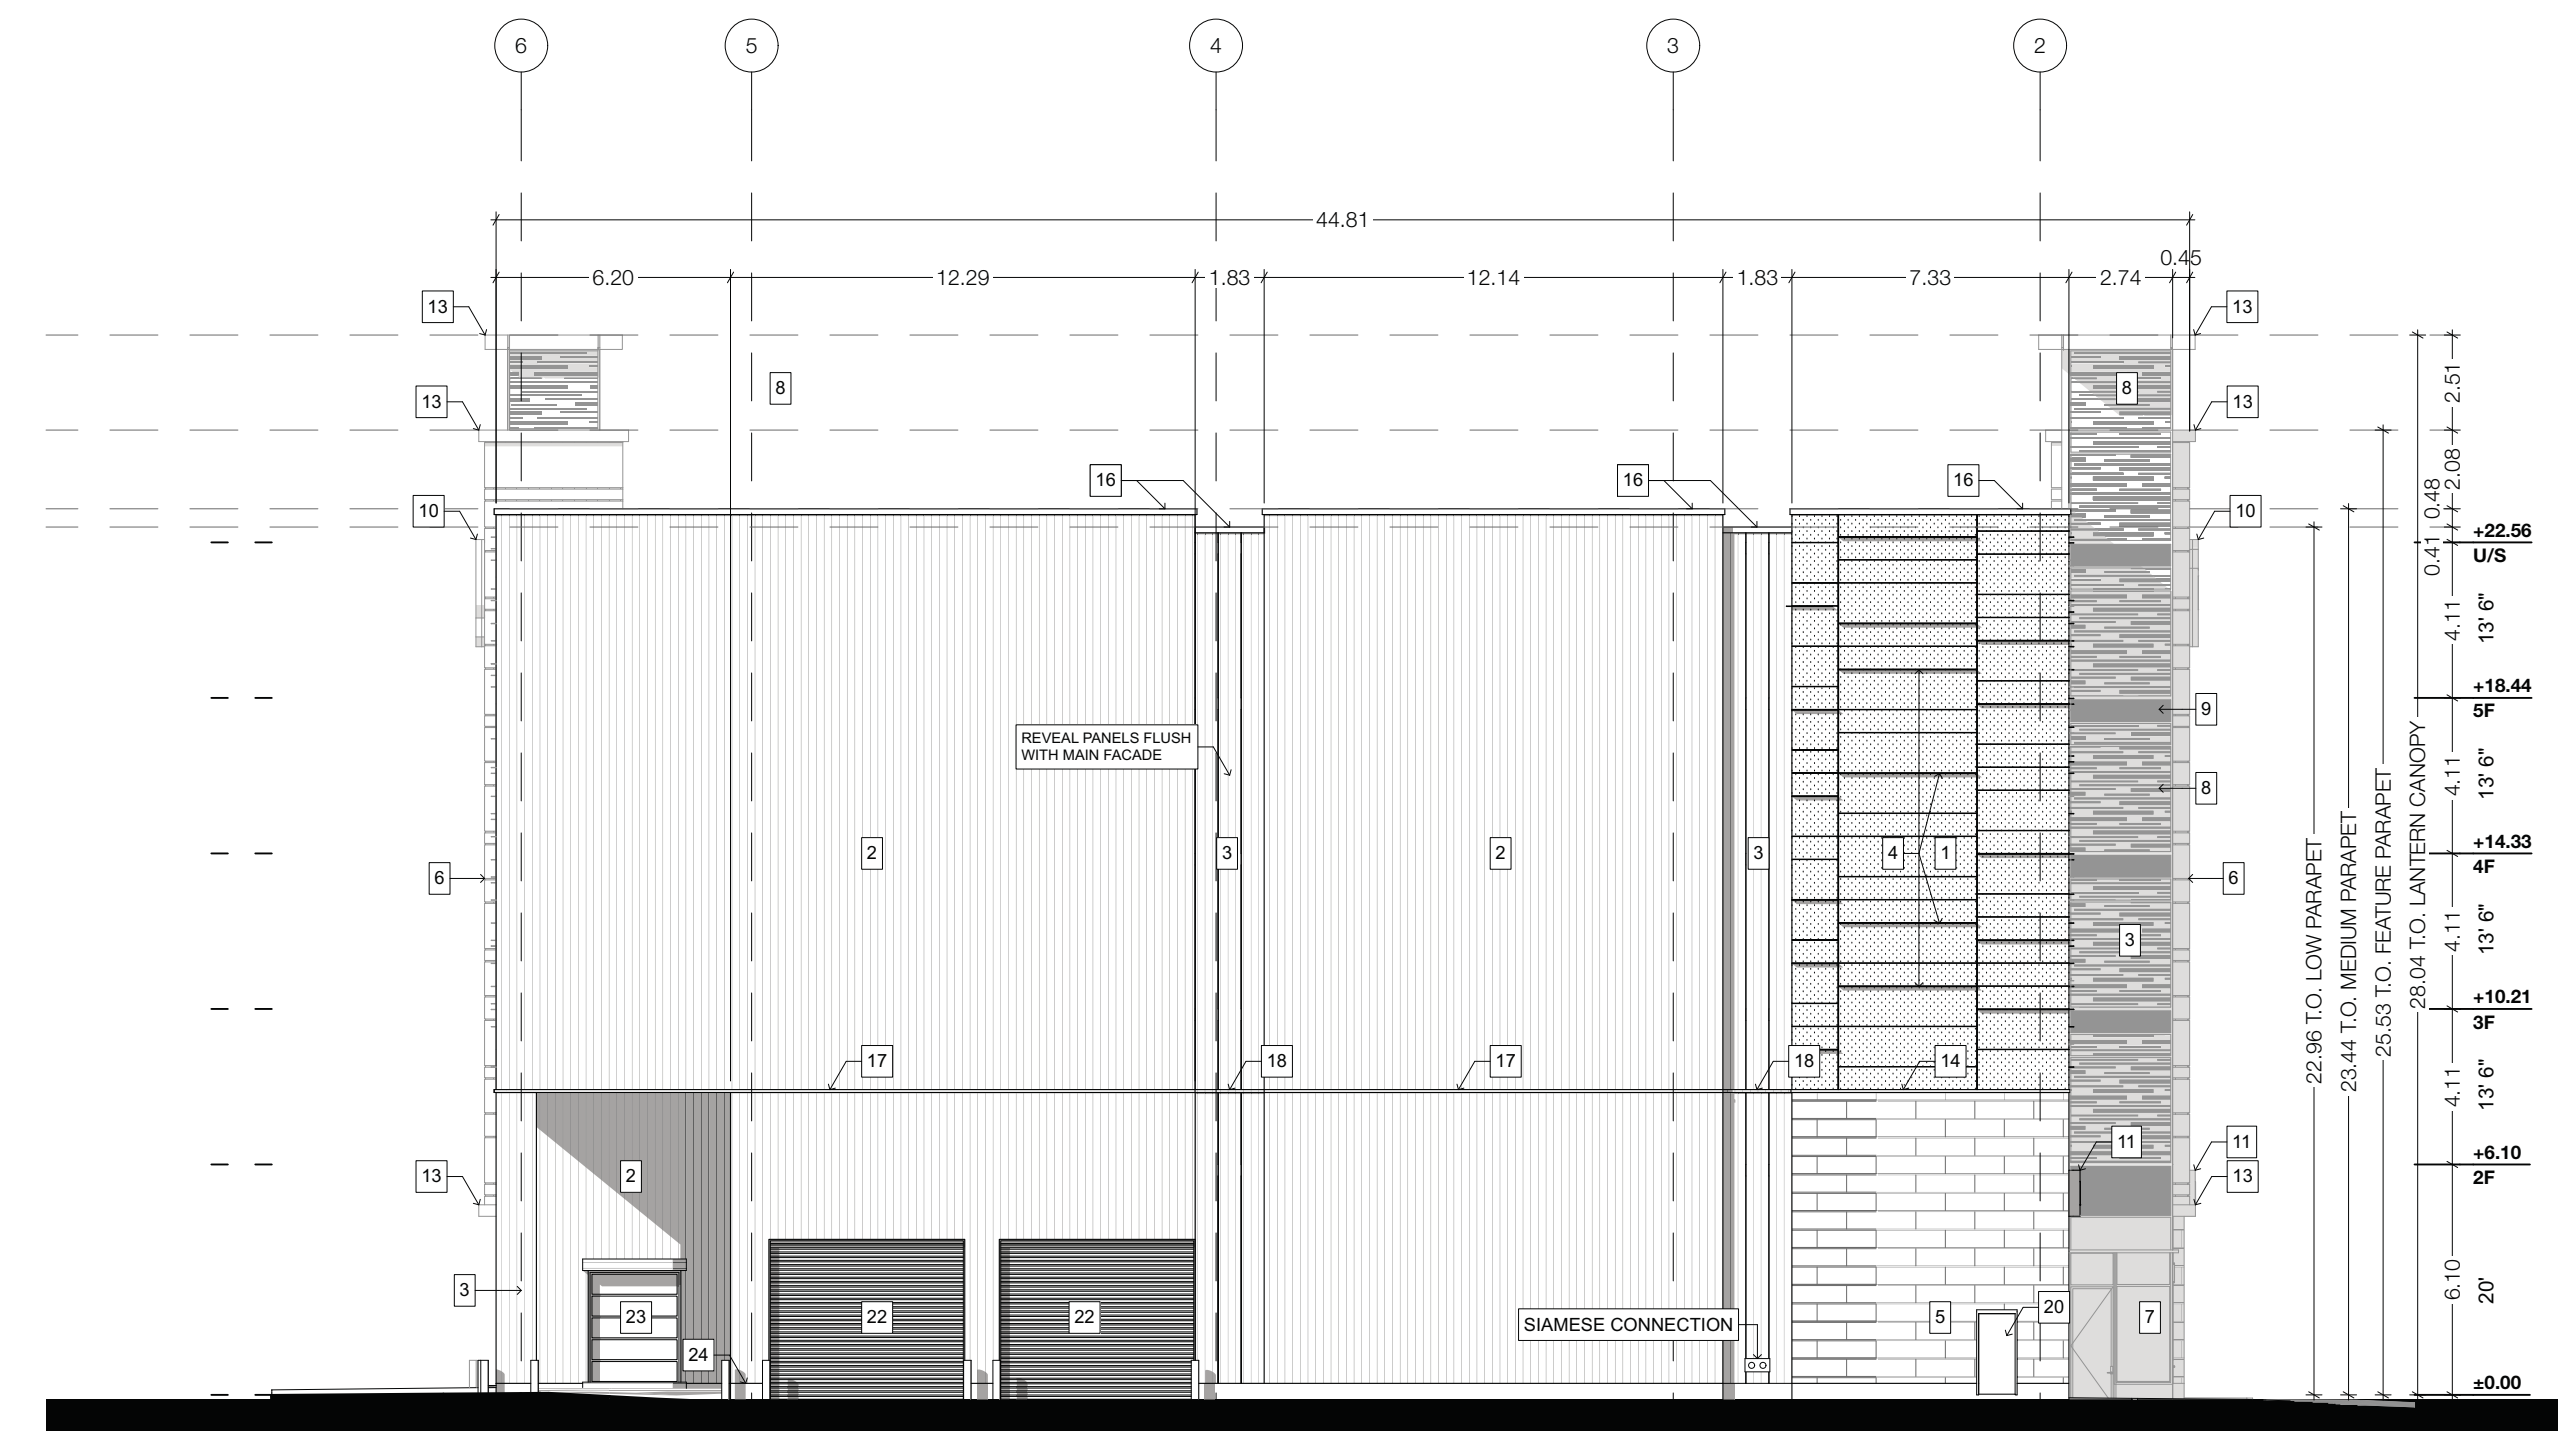 6 5 4 3 2
44.81
0.45
6.20 12.29 1.83 12.14 1.83 7.33 2.74
13 13
8 8
13 13
2.51
16 16 16
2.08
10 10
0.48
+22.56
0.41
U/S
4.11 13' 6"
+18.44
9
5F
REVEAL PANELS FLUSH
WITH MAIN FACADE
8
4.11 13' 6"
2 3 2 3 4 1
+14.33
4F
6 6
3
4.11 13' 6"
22.96 T.O. LOW PARAPET
23.44 T.O. MEDIUM PARAPET
25.53 T.O. FEATURE PARAPET
28.04 T.O. LANTERN CANOPY
+10.21
3F
17 18 17 18 14
4.11 13' 6"
11 11
+6.10
2F
13 2 13
3
6.10 20'
23 22 22 5 20 7
SIAMESE CONNECTION
24
±0.00